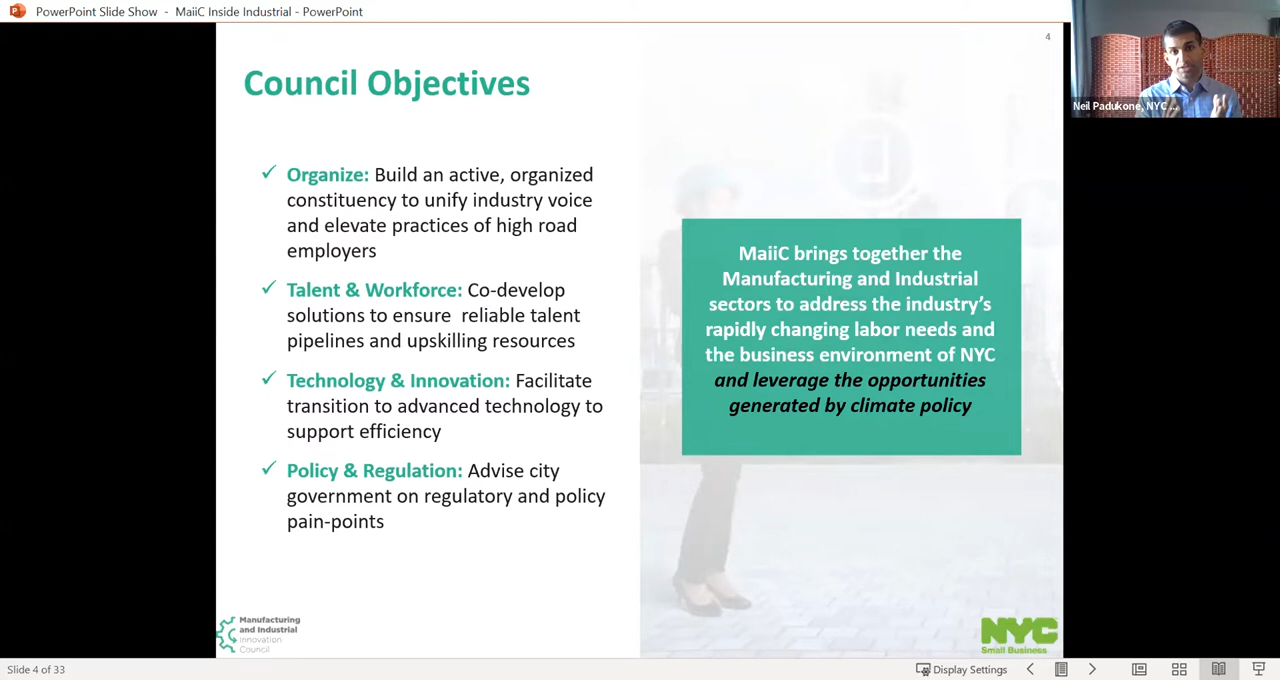 PowerPoint Slide Show - MaiiC Inside Industrial - PowerPoint
4
Council Objectives
✓ Organize: Build an active, organized
constituency to unify industry voice
and elevate practices of high road
employers
✓ Talent & Workforce: Co-develop
solutions to ensure reliable talent
pipelines and upskilling resources
✓ Technology & Innovation: Facilitate
transition to advanced technology to
support efficiency
✓ Policy & Regulation: Advise city
government on regulatory and policy
pain-points
MaiiC brings together the
Manufacturing and Industrial
sectors to address the industry's
rapidly changing labor needs and
the business environment of NYC
and leverage the opportunities
generated by climate policy
Manufacturing
and Industrial
Innovation
Council
NYC
Small Business
Neil Padukone, NYC ...
Slide 4 of 33
Display Settings